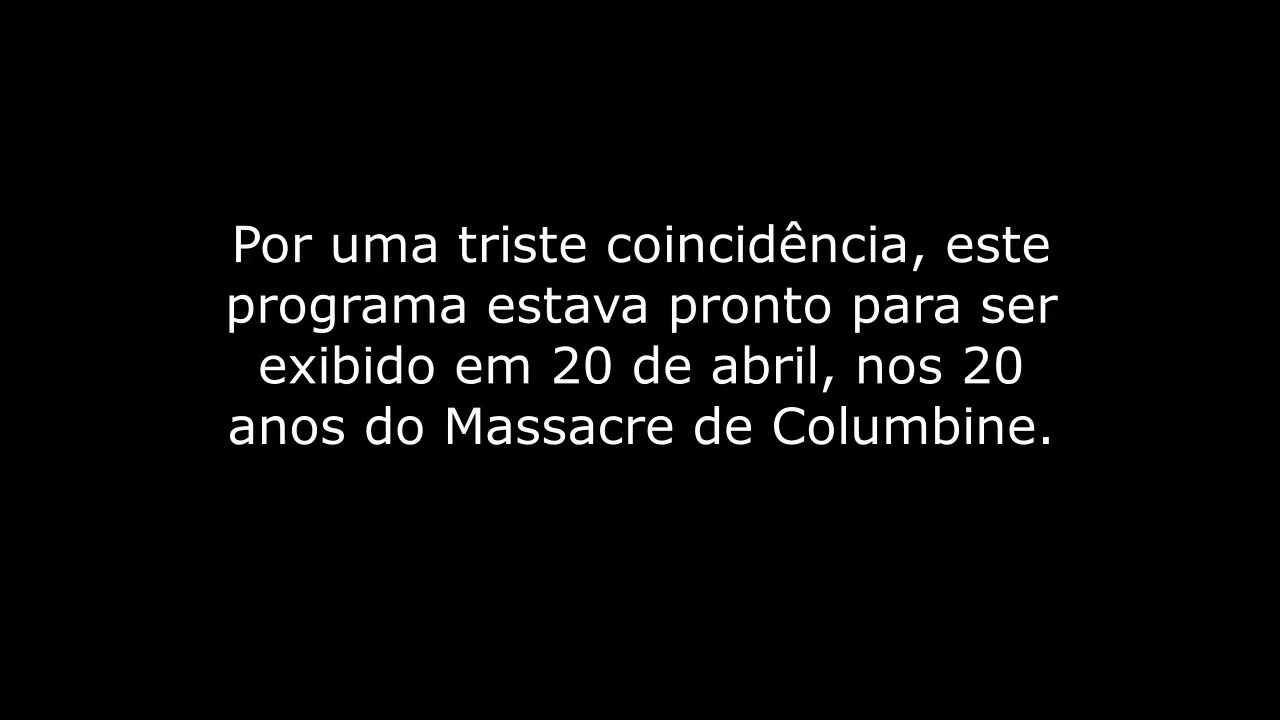 Por uma triste coincidência, este
programa estava pronto para ser
exibido em 20 de abril, nos 20
anos do Massacre de Columbine.